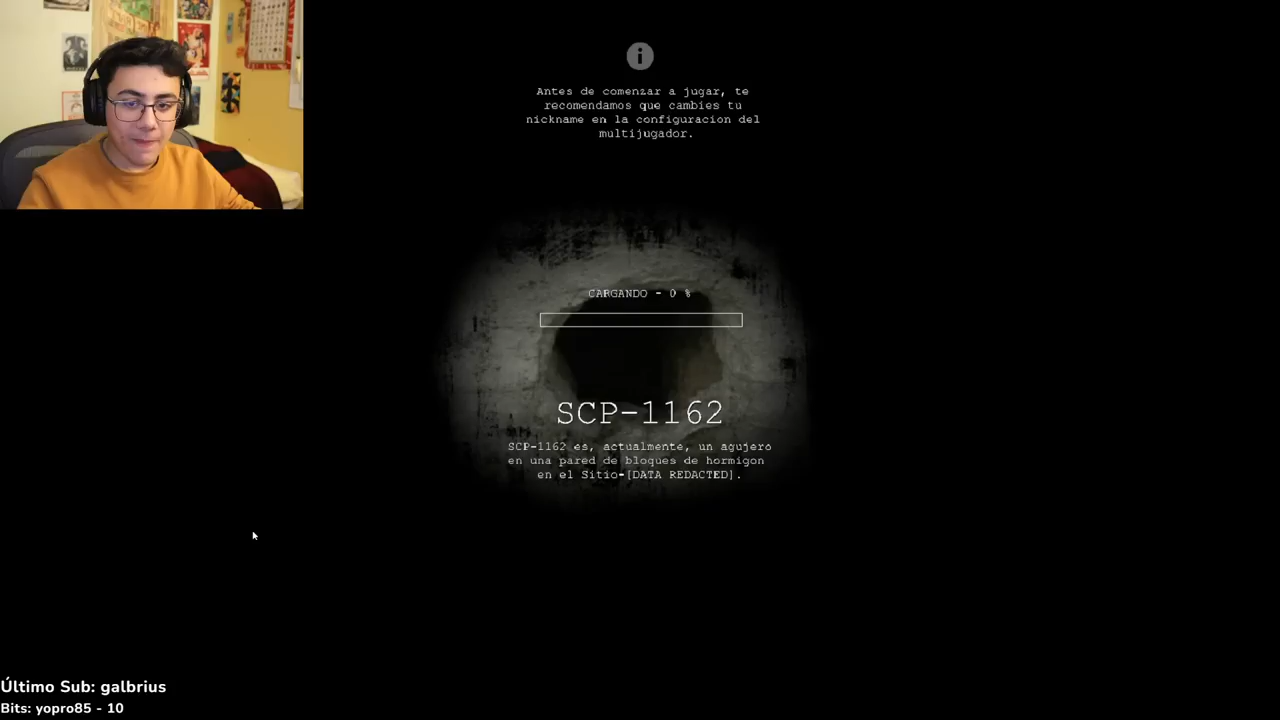 Antes de comenzar a jugar, te
recomendamos que cambies tu
nickname en la configuracion del
multijugador.
CARGANDO - 0 %
SCP-1162
SCP-1162 es, actualmente, un agujero
en una pared de bloques de hormigon
en el Sitio-[DATA REDACTED].
Último Sub: galbrius
Bits: yopro85 - 10